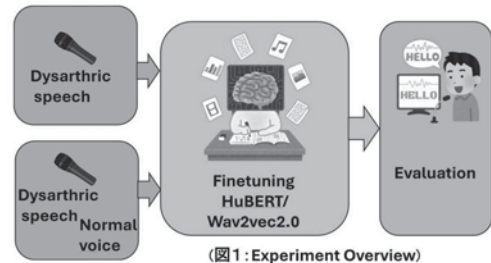 Dysarthric
speech
Dysarthric
speech
Normal
voice
Finetuning
HuBERT/
Wav2vec2.0
HELLO
HELLO
Evaluation
(図1:Experiment Overview)